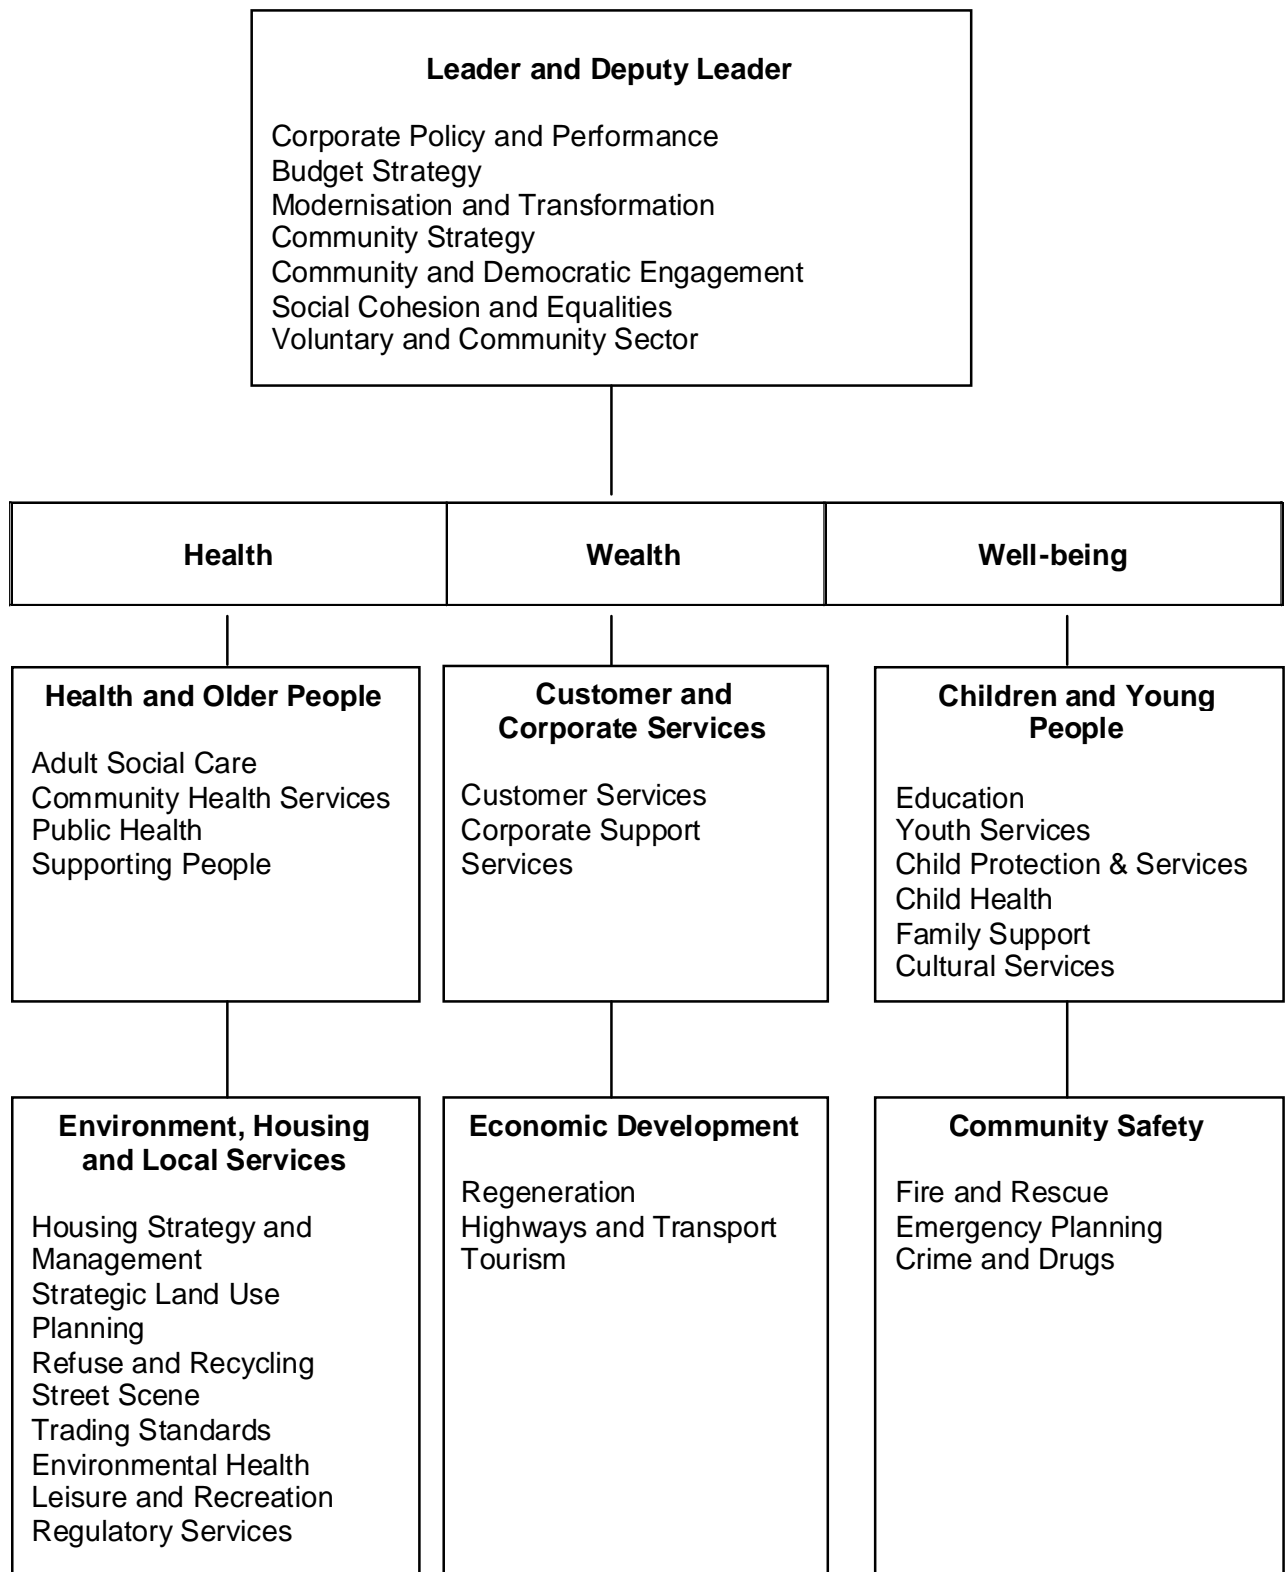 Leader and Deputy Leader
Corporate Policy and Performance
Budget Strategy
Modernisation and Transformation
Community Strategy
Community and Democratic Engagement
Social Cohesion and Equalities
Voluntary and Community Sector
Health
Wealth
Well-being
Health and Older People
Adult Social Care
Community Health Services
Public Health
Supporting People
Customer and
Corporate Services
Customer Services
Corporate Support
Services
Children and Young
People
Education
Youth Services
Child Protection & Services
Child Health
Family Support
Cultural Services
Environment, Housing
and Local Services
Housing Strategy and
Management
Strategic Land Use
Planning
Refuse and Recycling
Street Scene
Trading Standards
Environmental Health
Leisure and Recreation
Regulatory Services
Economic Development
Regeneration
Highways and Transport
Tourism
Community Safety
Fire and Rescue
Emergency Planning
Crime and Drugs